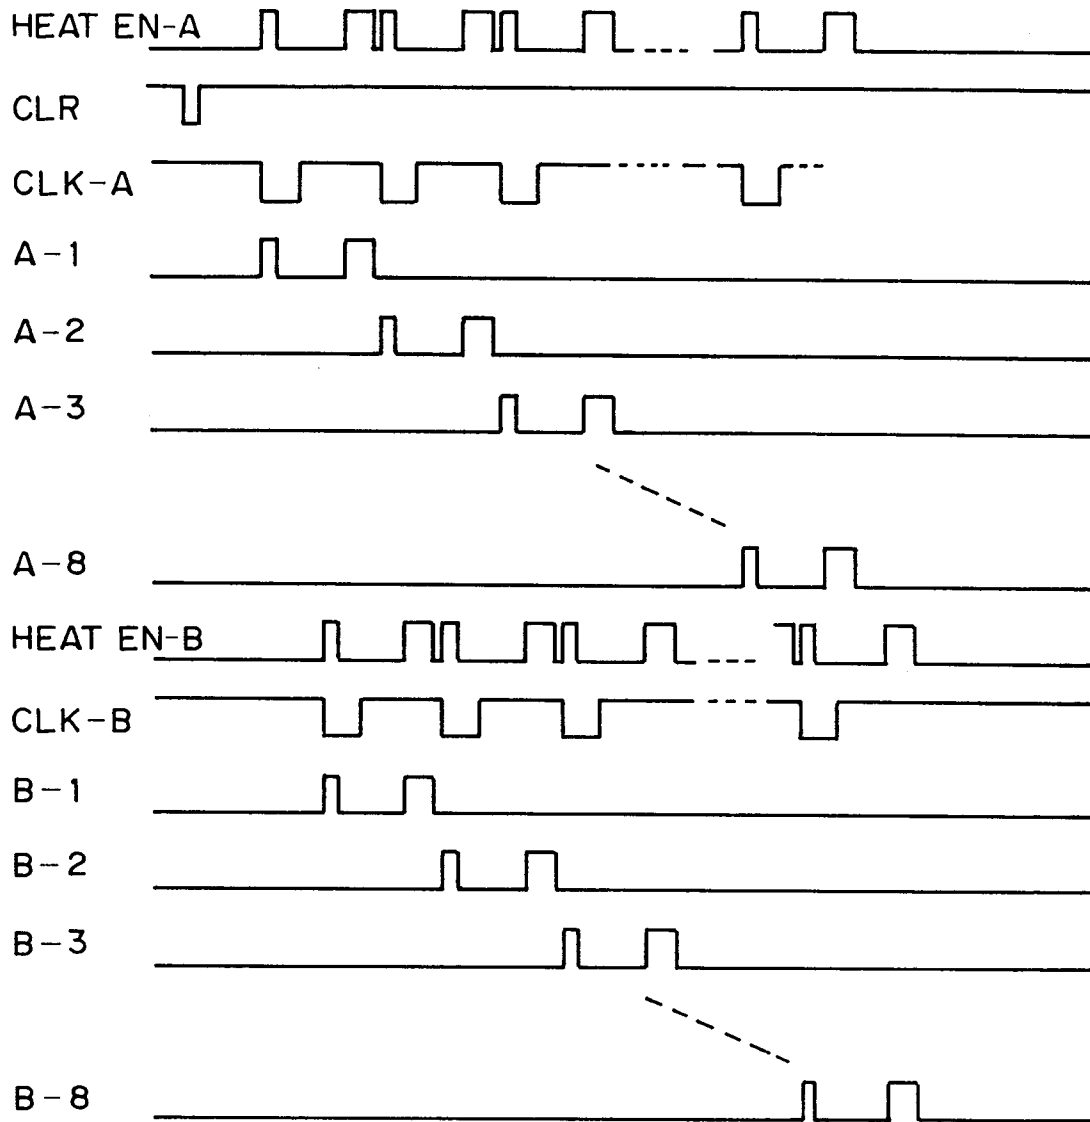 HEAT EN-A
CLR
CLK-A
A-1
A-2
A-3
A-8
HEAT EN-B
CLK-B
B-1
B-2
B-3
B-8